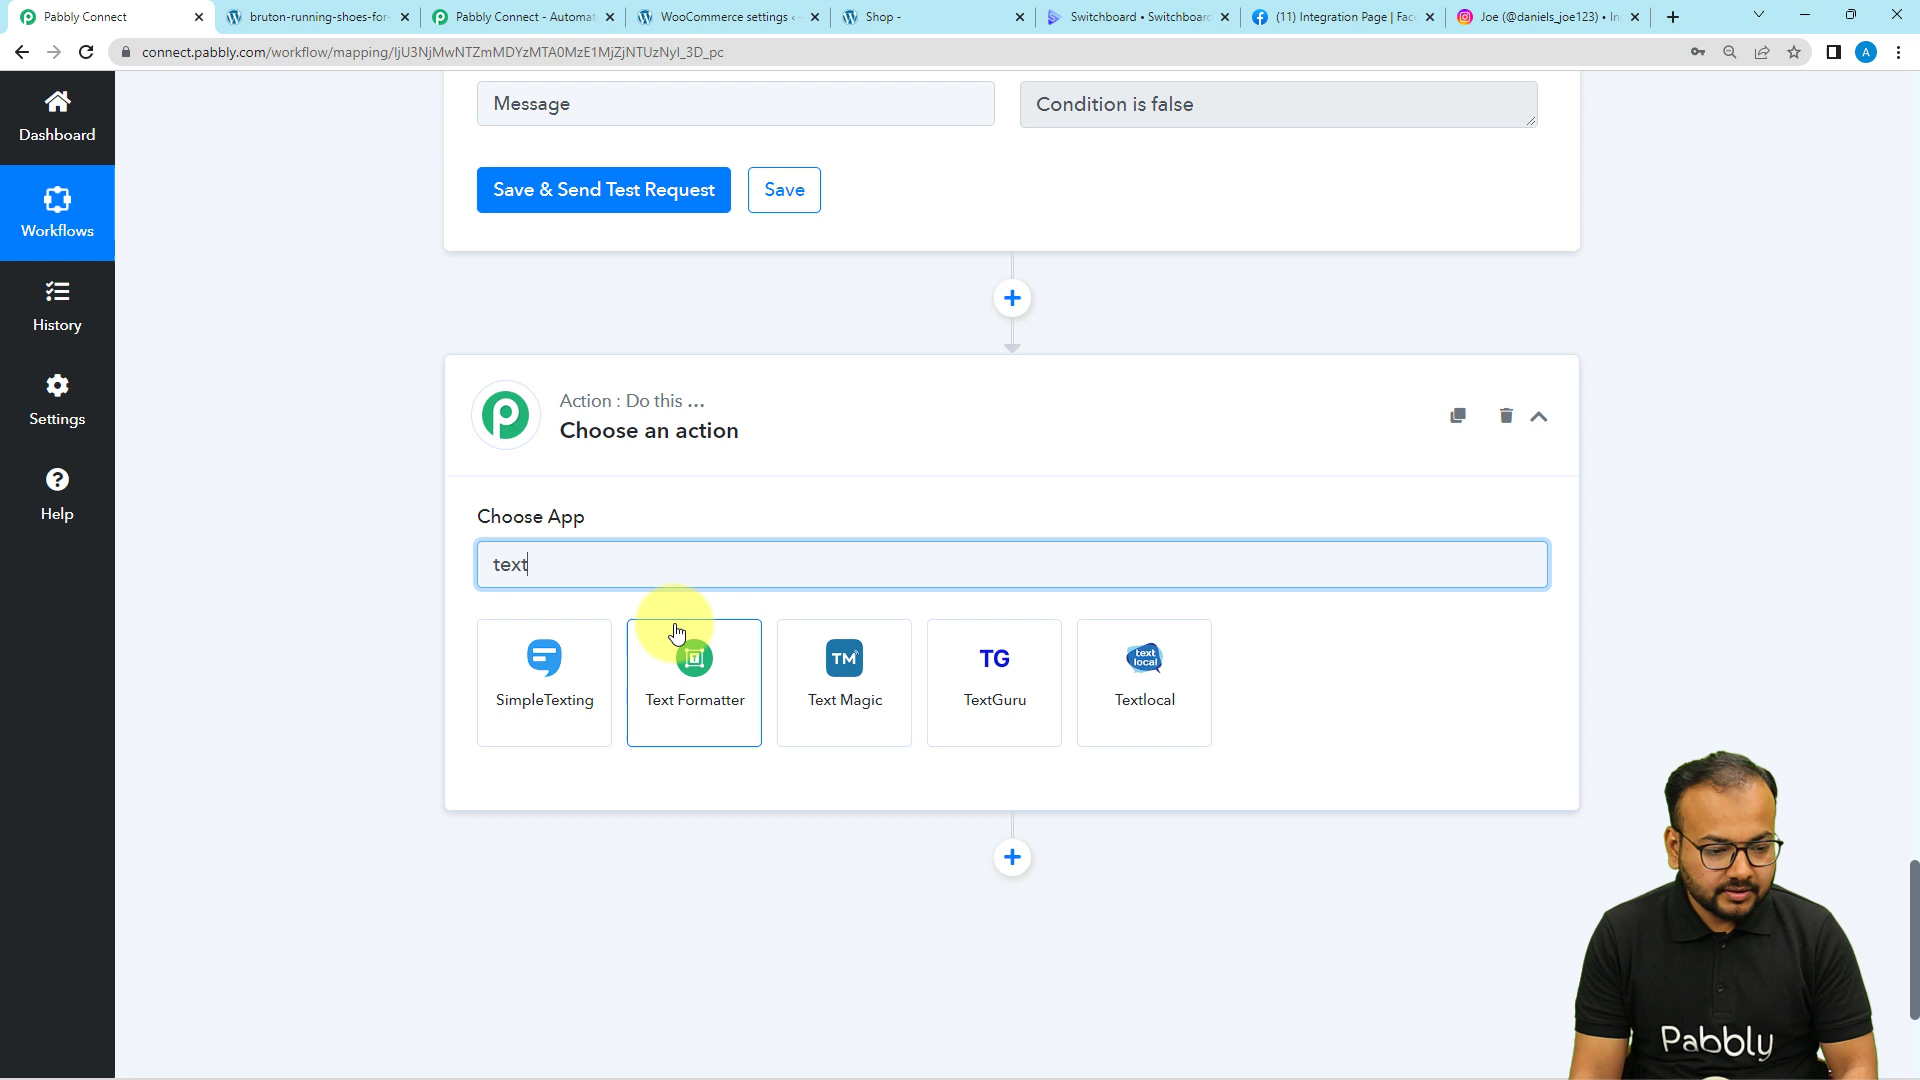 Pabbly Connect
bruton-running-shoes-for-
Pabbly Connect - Automat
WooCommerce settings ‹
Shop -
Switchboard • Switchboard
(11) Integration Page | Fac
Joe (@daniels_joe123) • In
connect.pabbly.com/workflow/mapping/IjU3NjMwNTZmMDYzMTA0MzE1MjZjNTUzNyI_3D_pc
A
Dashboard
Workflows
History
Settings
Help
Message
Condition is false
Save & Send Test Request
Save
Action : Do this ...
Choose an action
Choose App
text
SimpleTexting
Text Formatter
TM
Text Magic
TG
TextGuru
text
local
Textlocal
Pabbly